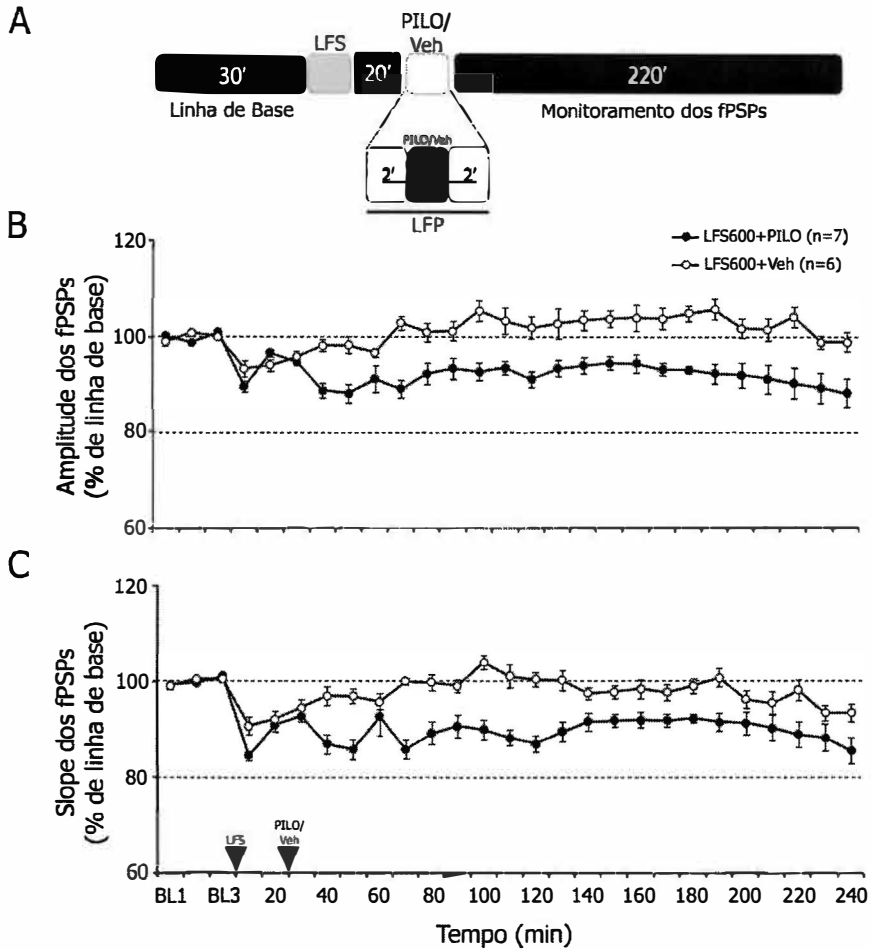 A
LFS
PILO/
Veh
30'
20'
220'
Linha de Base
Monitoramento dos fPSPs
PILO/Veh
2'
2'
LFP
B
120
100
80
60
Amplitude dos fPSPs
(% de linha de base)
LFS600+PILO (n=7)
LFS600+Veh (n=6)
C
120
100
80
60
Slope dos fPSPs
(% de linha de base)
LFS
PILO/
Veh
BL1 BL3 20 40 60 80 100 120 140 160 180 200 220 240
Tempo (min)